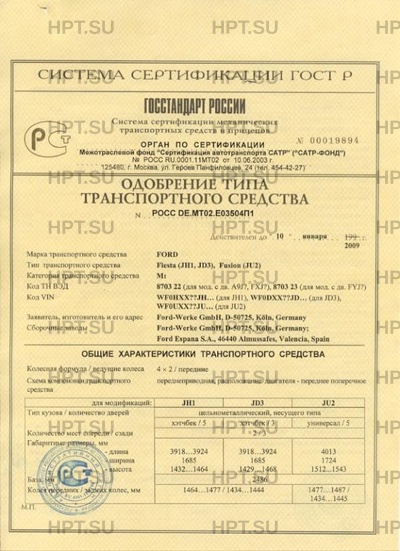 HPT.SU HPT.SU
СИСТЕМА СЕРТИФИКАЦИИ ГОСТ Р
ГОССТАНДАРТ РОССИИ
Система сертификации механических
транспортных средств и прицепов
№ 00019894
ОРГАН ПО СЕРТИФИКАЦИИ
Межотраслевой фонд "Сертификация автотранспорта САТР" ("САТР-ФОНД")
№ РОСС RU.0001.11МТ02 от 10.06.2003 г.
125480, г. Москва, ул. Героев Панфиловцев, 24 (тел. 454-42-27)
ОДОБРЕНИЕ ТИПА
ТРАНСПОРТНОГО СРЕДСТВА
N РОСС DE.МТ02.Е03504П1
Действителен до 10 января 199 г.
2009
Марка транспортного средства FORD
Тип транспортного средства Fiesta (JH1, JD3), Fusion (JU2)
Категория транспортного средства M1
Код ТН ВЭД 8703 22 (для мод. с дв. A9J?, FXJ?), 8703 23 (для мод. с дв. FYJ?)
Код VIN WF0HXX??JH... (для JH1), WF0DXX??JD... (для JD3),
WF0UXX??JU... (для JU2)
Заявитель, изготовитель и его адрес Ford-Werke GmbH, D-50725, Köln, Germany
Сборочные заводы Ford-Werke GmbH, D-50725, Köln, Germany;
Ford Espana S.A., 46440 Almussafes, Valencia, Spain
ОБЩИЕ ХАРАКТЕРИСТИКИ ТРАНСПОРТНОГО СРЕДСТВА
Колесная формула / ведущие колеса 4 × 2 / передние
Схема компоновки транспортного средства переднеприводная, расположение двигателя - переднее поперечное
для модификаций: JH1 JD3 JU2
Тип кузова / количество дверей цельнометаллический, несущего типа
хэтчбек / 5 хэтчбек / 3 универсал / 5
Количество мест спереди / сзади 2 / 3
Габаритные размеры, мм
- длина 3918...3924 3918...3924 4013
- ширина 1685 1685 1724
- высота 1432...1464 1429...1468 1512...1543
База, мм 2486
Колея передних / задних колес, мм 1464...1477 / 1434...1444 1477...1487 /
1434...1445
М.П.